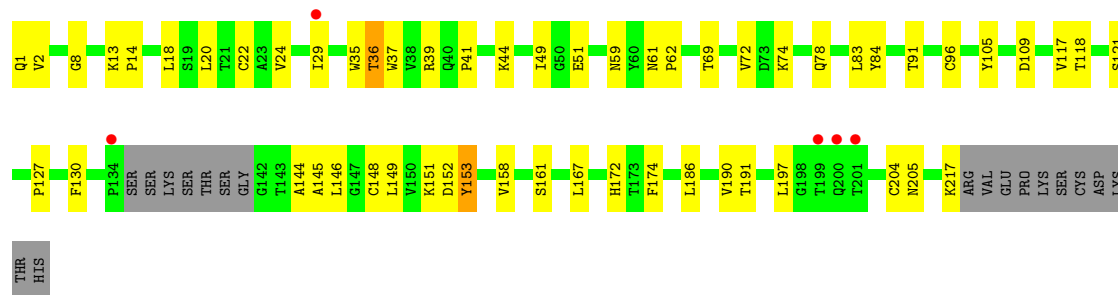 Q1 V2 G8 K13 P14 L18 S19 L20 T21 C22 A23 V24 I29 W35 T36 W37 V38 R39 Q40 P41 K44 I49 G50 E51 N59 Y60 N61 P62 T69 V72 D73 K74 Q78 L83 Y84 T91 C96 Y105 D109 V117 T118 S121
P127 F130 P134 SER SER LYS SER THR SER GLY G142 T143 A144 A145 L146 G147 C148 L149 V150 K151 D152 Y153 V158 S161 L167 H172 T173 F174 L186 V190 T191 L197 G198 T199 Q200 T201 C204 N205 K217 ARG VAL GLU PRO LYS SER CYS ASP LYS
THR HIS